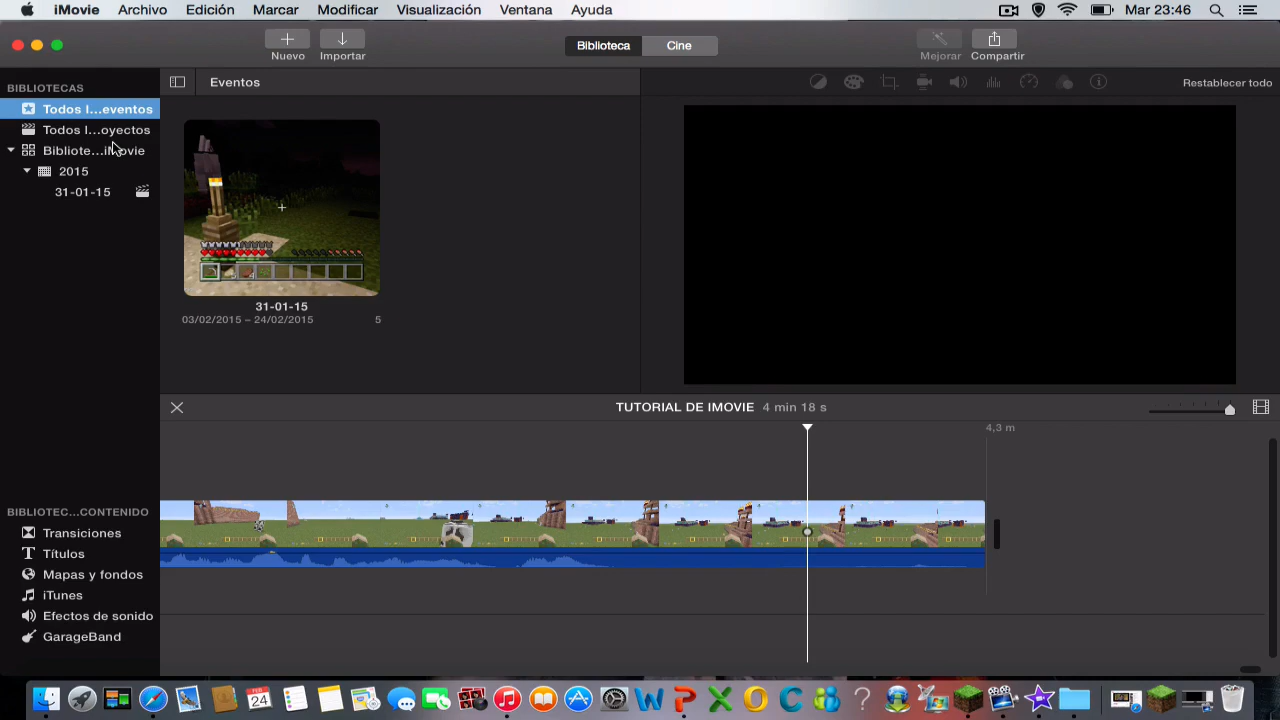 iMovie Archivo Edición Marcar Modificar Visualización Ventana Ayuda Mar 23:46
Nuevo Importar Biblioteca Cine Mejorar Compartir
BIBLIOTECAS
Todos l...eventos
Todos l...oyectos
Bibliote...iMovie
2015
31-01-15
Eventos
Restablecer todo
31-01-15
03/02/2015 – 24/02/2015 5
TUTORIAL DE IMOVIE 4 min 18 s
4,3 m
BIBLIOTEC...CONTENIDO
Transiciones
Títulos
Mapas y fondos
iTunes
Efectos de sonido
GarageBand
FEB
24